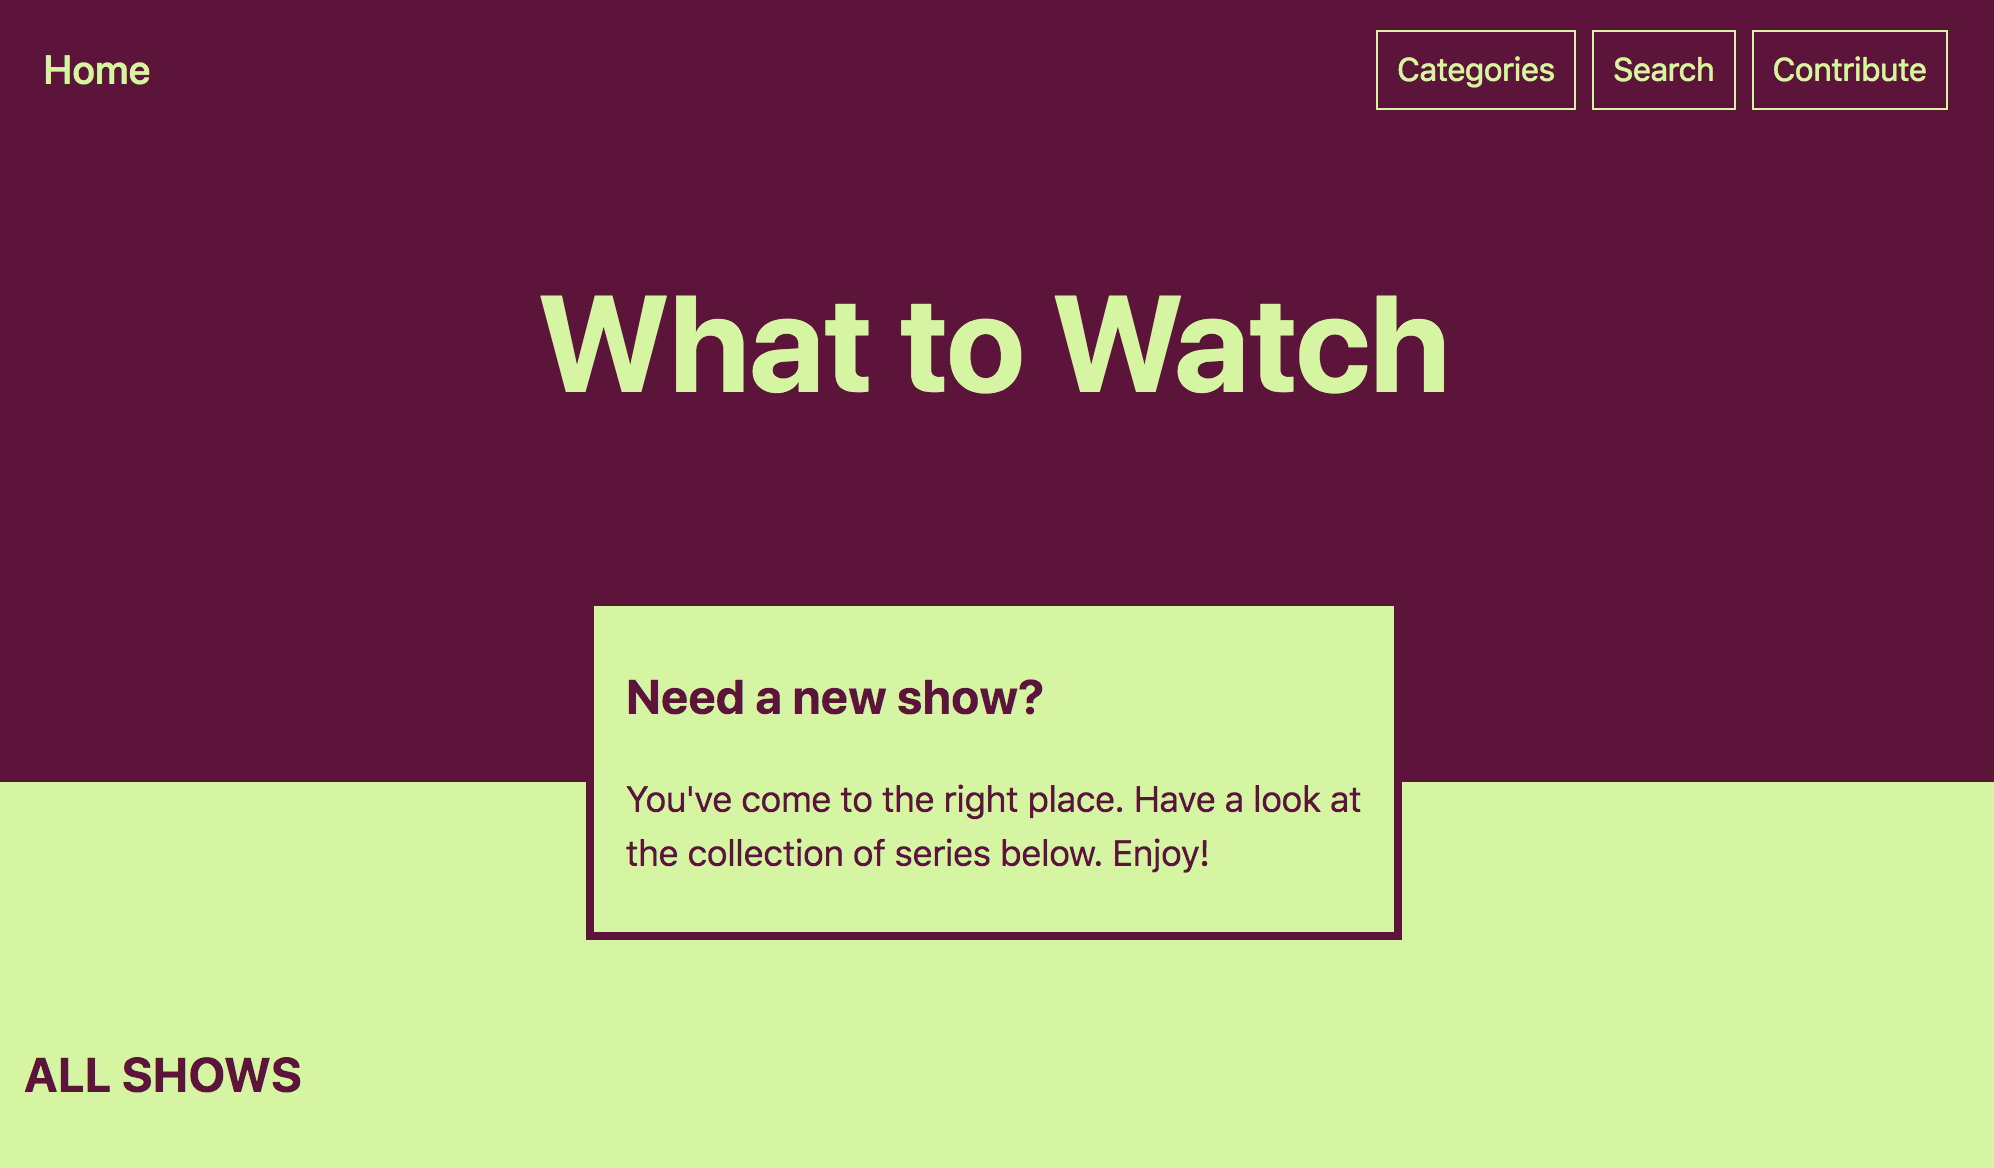 Home
Categories
Search
Contribute
What to Watch
Need a new show?
You've come to the right place. Have a look at
the collection of series below. Enjoy!
ALL SHOWS